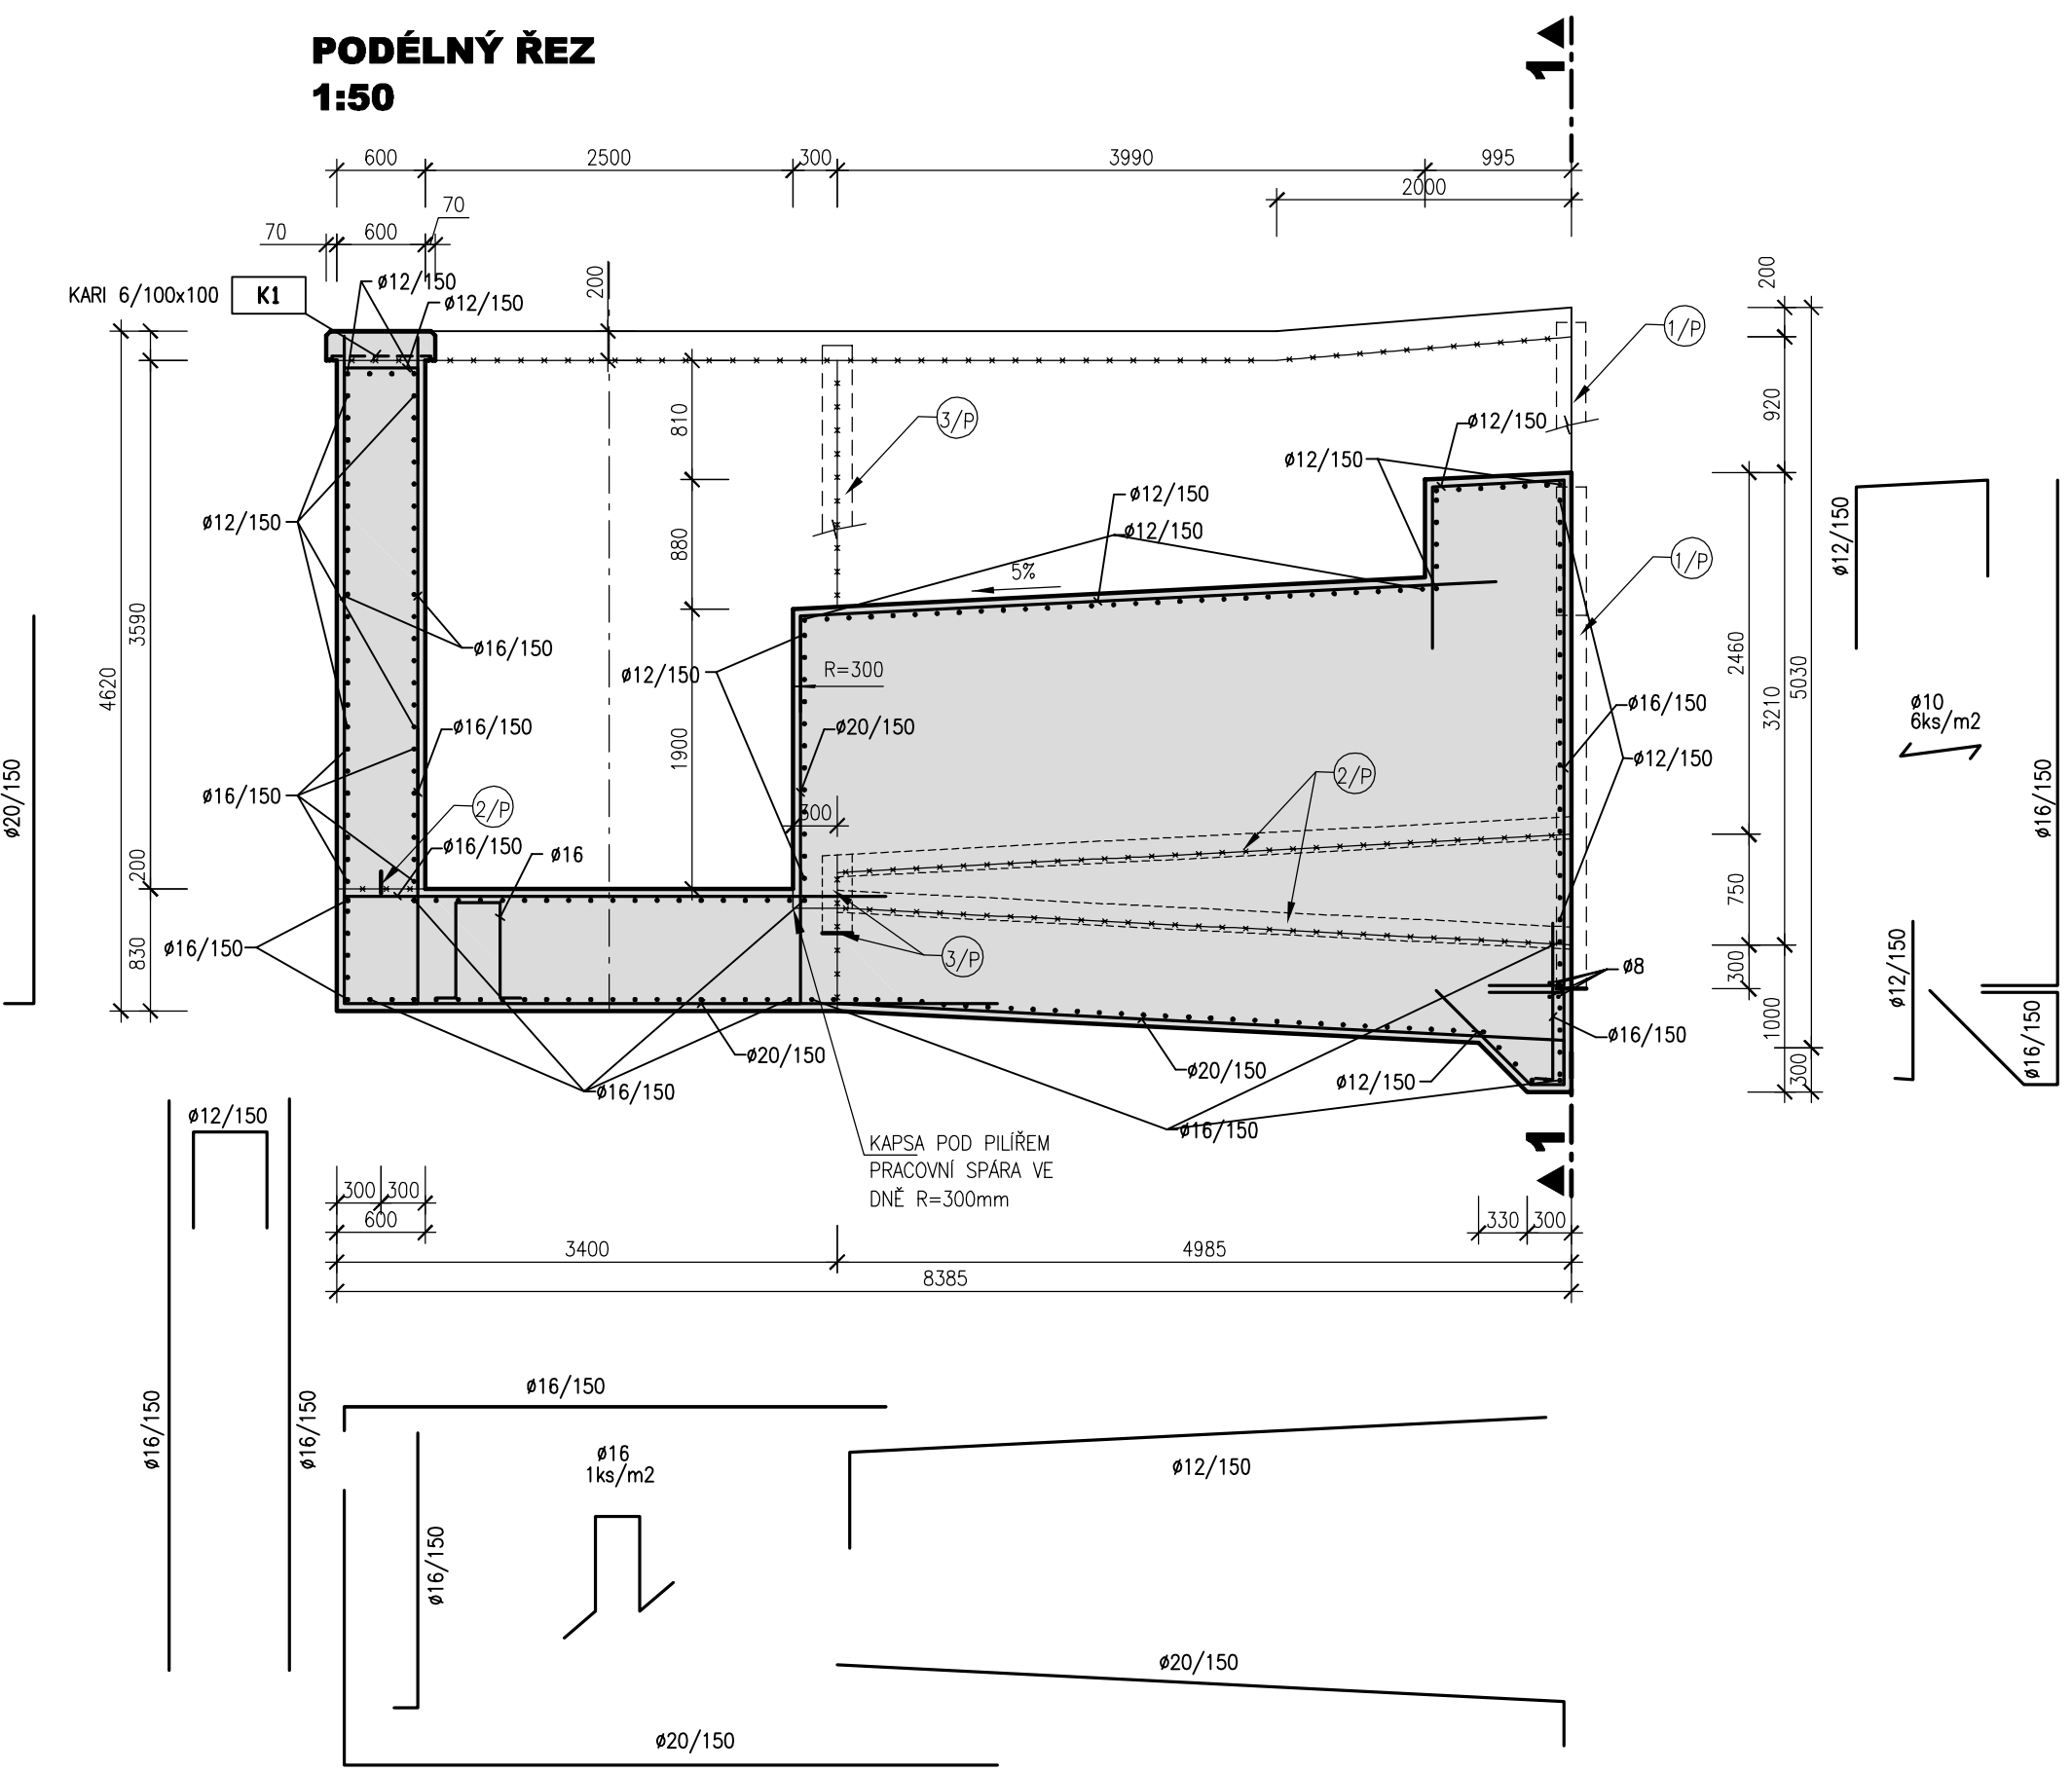 PODÉLNÝ ŘEZ
1:50
1
600
2500
300
3990
995
2000
70
600
70
KARI 6/100x100
K1
ø12/150
ø12/150
200
200
1/P
3/P
810
920
ø12/150
ø12/150
ø12/150
ø12/150
ø12/150
880
5%
1/P
ø12/150
3590
4620
ø16/150
ø12/150
R=300
2460
3210
5030
ø16/150
ø10
6ks/m2
ø16/150
ø20/150
1900
ø12/150
ø20/150
ø16/150
2/P
2/P
300
ø16/150
ø16
ø16/150
200
830
3/P
750
300
1000
300
ø8
ø12/150
ø16/150
ø16/150
ø20/150
ø20/150
ø12/150
ø16/150
ø16/150
ø12/150
KAPSA POD PILÍŘEM
PRACOVNÍ SPÁRA VE
DNĚ R=300mm
1
300
300
600
330
300
3400
4985
8385
ø16/150
ø16/150
ø16/150
ø16
1ks/m2
ø16/150
ø12/150
ø20/150
ø20/150